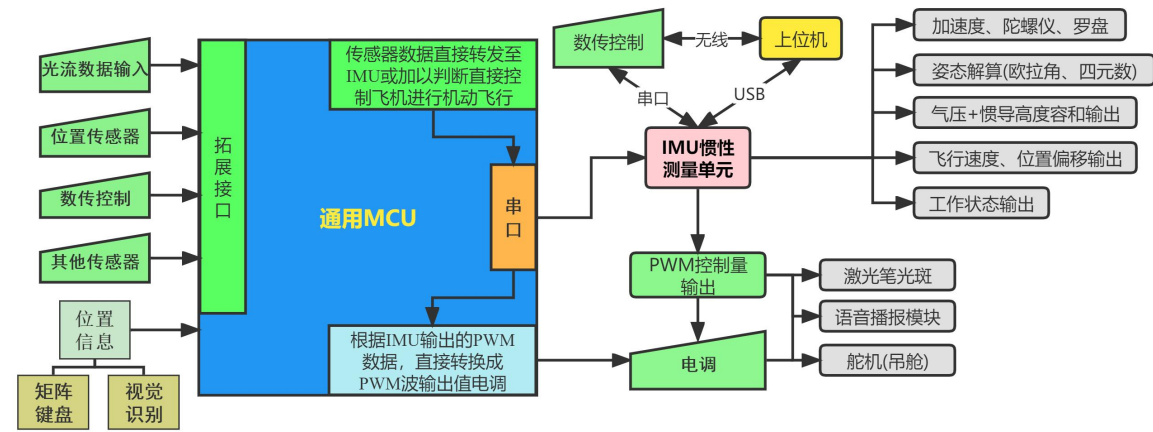 光流数据输入
位置传感器
数传控制
其他传感器
位置
信息
矩阵
键盘
视觉
识别
拓
展
接
口
传感器数据直接转发至
IMU或加以判断直接控
制飞机进行机动飞行
通用MCU
串
口
根据IMU输出的PWM
数据，直接转换成
PWM波输出值电调
数传控制
无线
上位机
串口
USB
IMU惯性
测量单元
PWM控制量
输出
电调
加速度、陀螺仪、罗盘
姿态解算(欧拉角、四元数)
气压+惯导高度容和输出
飞行速度、位置偏移输出
工作状态输出
激光笔光斑
语音播报模块
舵机(吊舱)